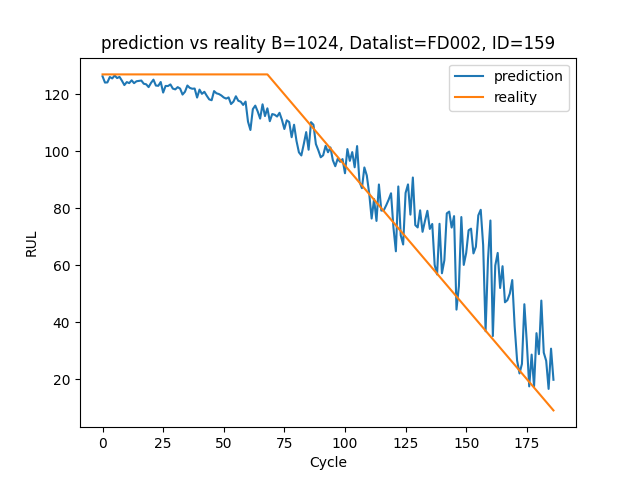 prediction vs reality B=1024, Datalist=FD002, ID=159
prediction
reality
120
100
80
60
40
20
RUL
0 25 50 75 100 125 150 175
Cycle